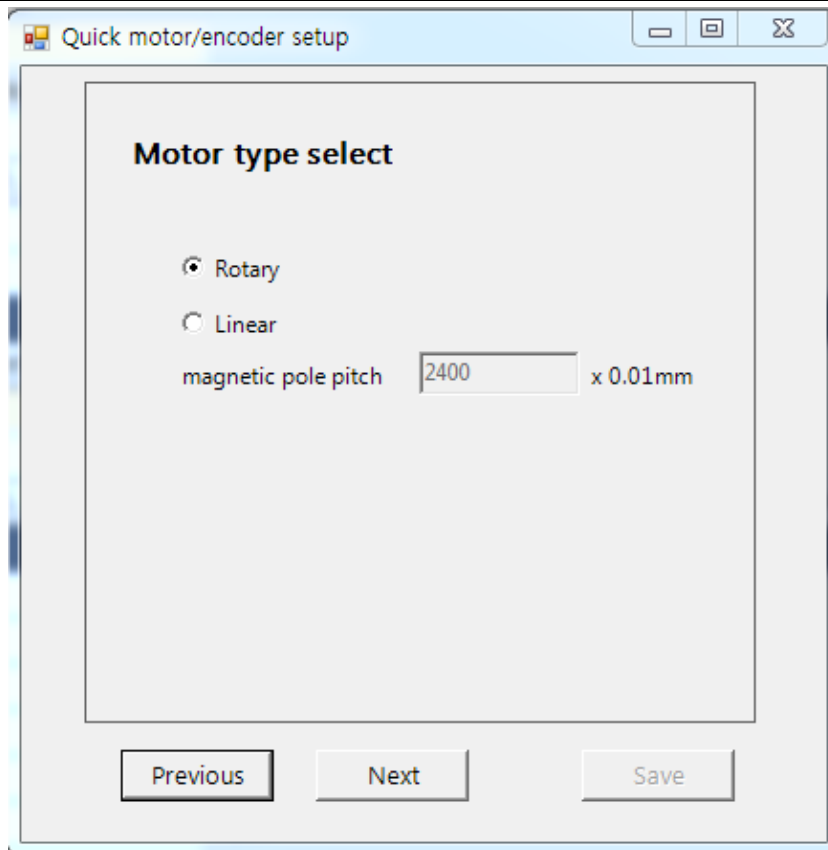 Quick motor/encoder setup
Motor type select
Rotary
Linear
magnetic pole pitch 2400 x 0.01mm
Previous Next Save